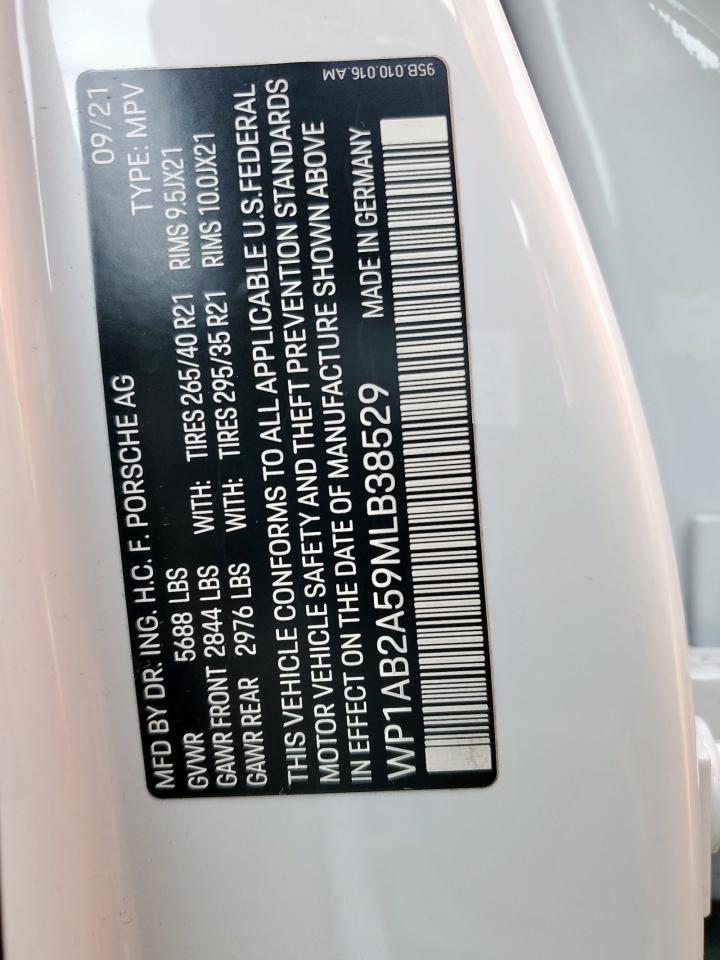 MFD BY DR. ING. H.C. F. PORSCHE AG 09/21
GVWR 5688 LBS TYPE: MPV
GAWR FRONT 2844 LBS WITH: TIRES 265/40 R21 RIMS 9.5JX21
GAWR REAR 2976 LBS WITH: TIRES 295/35 R21 RIMS 10.0JX21
THIS VEHICLE CONFORMS TO ALL APPLICABLE U.S.FEDERAL
MOTOR VEHICLE SAFETY AND THEFT PREVENTION STANDARDS
IN EFFECT ON THE DATE OF MANUFACTURE SHOWN ABOVE
WP1AB2A59MLB38529 MADE IN GERMANY
95B.010.016.AM